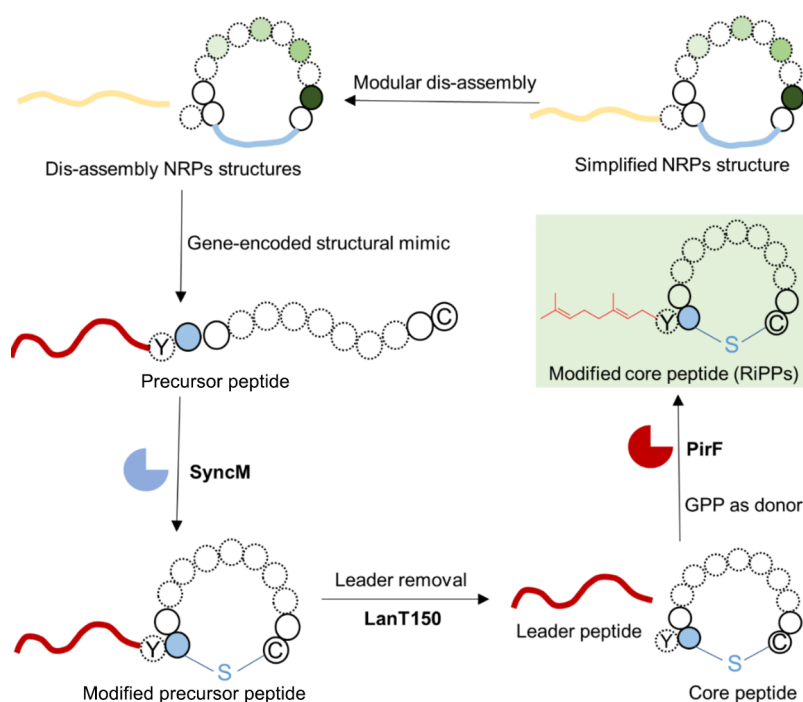 Modular dis-assembly
Dis-assembly NRPs structures
Simplified NRPs structure
Gene-encoded structural mimic
Y
C
Precursor peptide
Y
C
S
Modified core peptide (RiPPs)
SyncM
PirF
GPP as donor
Leader removal
LanT150
Y
C
S
Modified precursor peptide
Leader peptide
Y
C
S
Core peptide